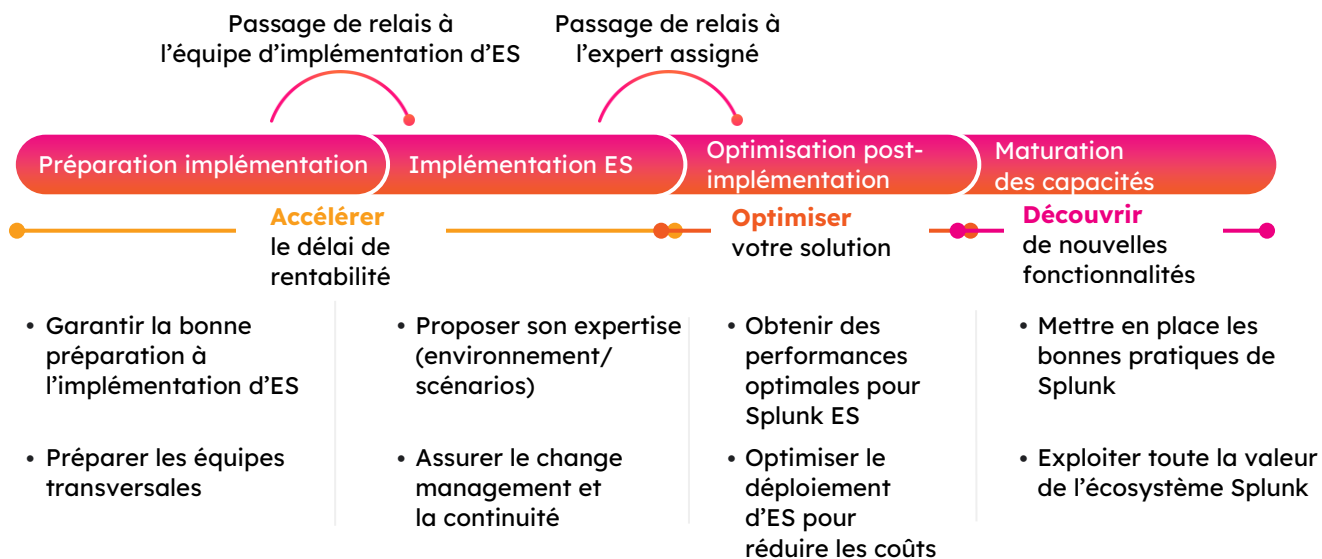 Passage de relais à
l’équipe d’implémentation d’ES
Passage de relais à
l’expert assigné
Préparation implémentation
Implémentation ES
Optimisation post-
implémentation
Maturation
des capacités
Accélérer
le délai de
rentabilité
Optimiser
votre solution
Découvrir
de nouvelles
fonctionnalités
• Garantir la bonne
préparation à
l’implémentation d’ES
• Préparer les équipes
transversales
• Proposer son expertise
(environnement/
scénarios)
• Assurer le change
management et
la continuité
• Obtenir des
performances
optimales pour
Splunk ES
• Optimiser le
déploiement
d’ES pour
réduire les coûts
• Mettre en place les
bonnes pratiques de
Splunk
• Exploiter toute la valeur
de l’écosystème Splunk